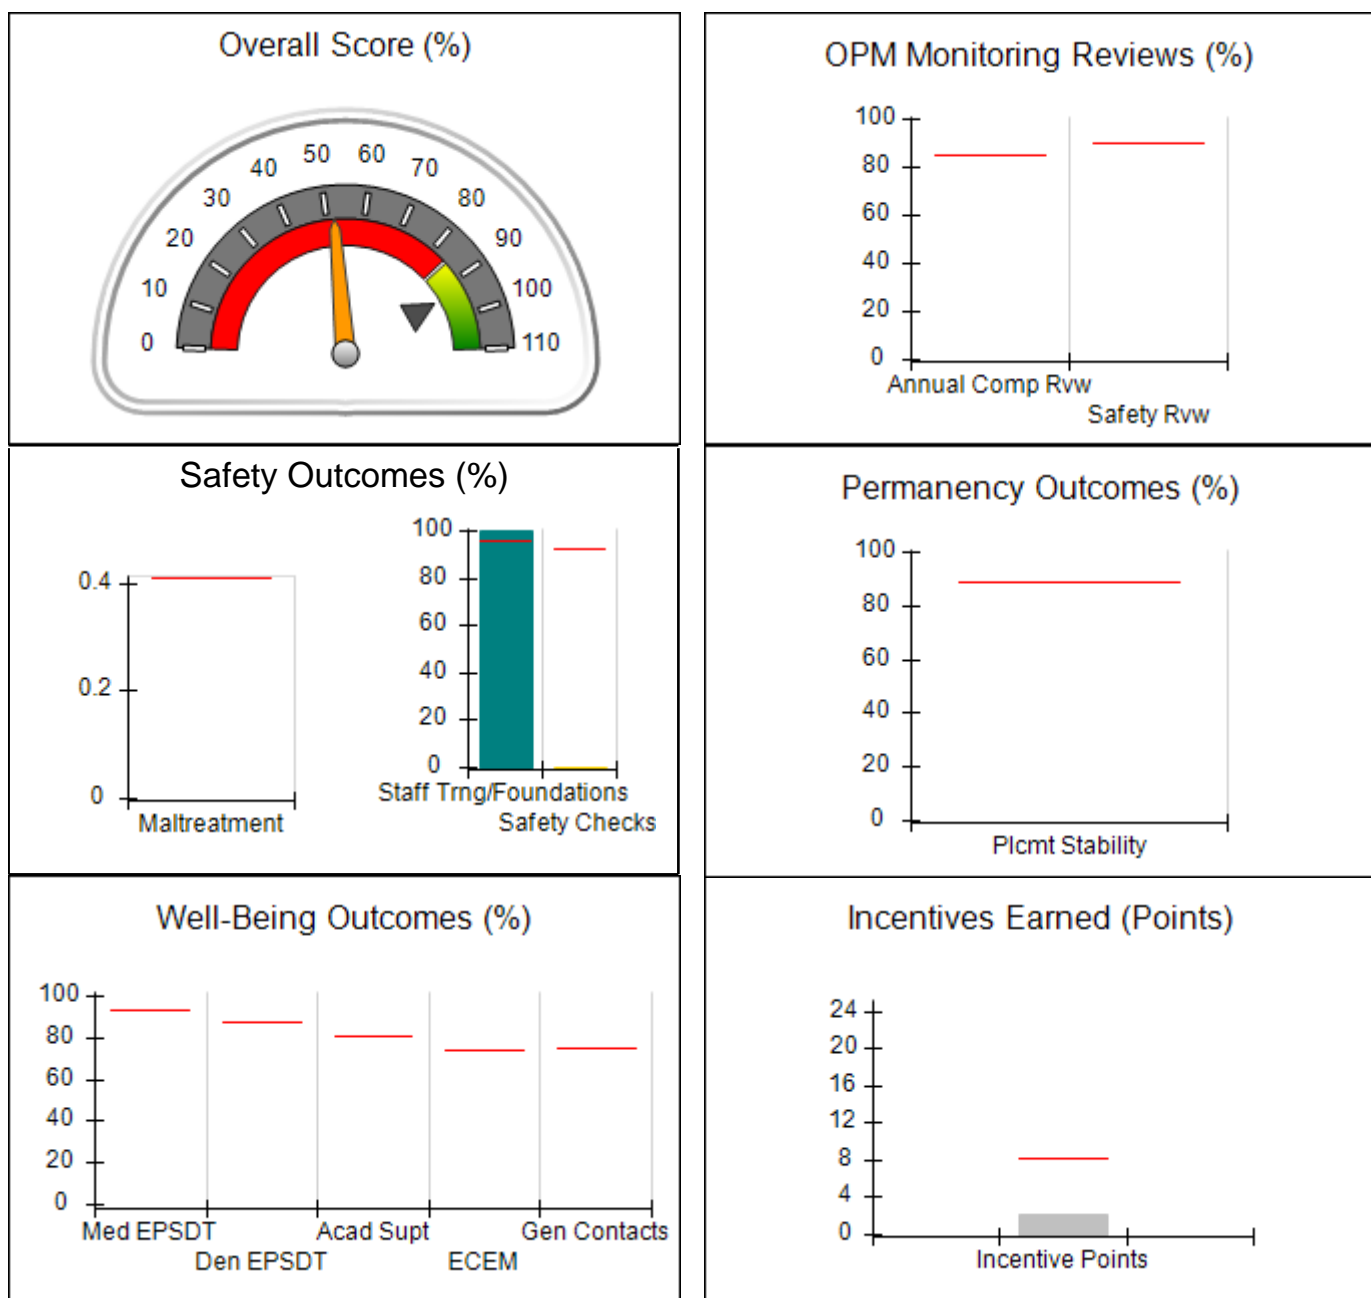 Overall Score (%)
0
10
20
30
40
50
60
70
80
90
100
110
OPM Monitoring Reviews (%)
100
80
60
40
20
0
Annual Comp Rvw
Safety Rvw
Safety Outcomes (%)
0.4
0.2
0
Maltreatment
100
80
60
40
20
0
Staff Trng/Foundations
Safety Checks
Permanency Outcomes (%)
100
80
60
40
20
0
Plcmt Stability
Well-Being Outcomes (%)
100
80
60
40
20
0
Med EPSDT
Acad Supt
Gen Contacts
Den EPSDT
ECEM
Incentives Earned (Points)
24
20
16
12
8
4
0
Incentive Points